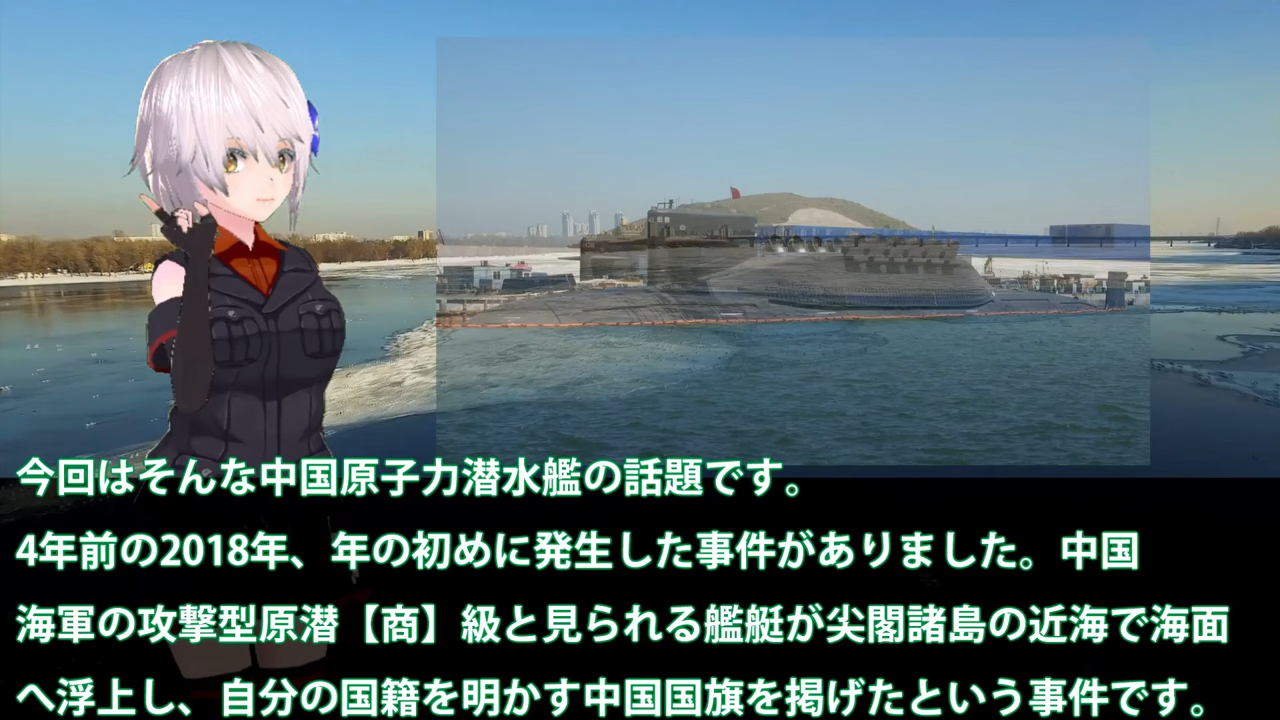 今回はそんな中国原子力潜水艦の話題です。
4年前の2018年、年の初めに発生した事件がありました。中国
海軍の攻撃型原潜【商】級と見られる艦艇が尖閣諸島の近海で海面
へ浮上し、自分の国籍を明かす中国国旗を掲げたという事件です。